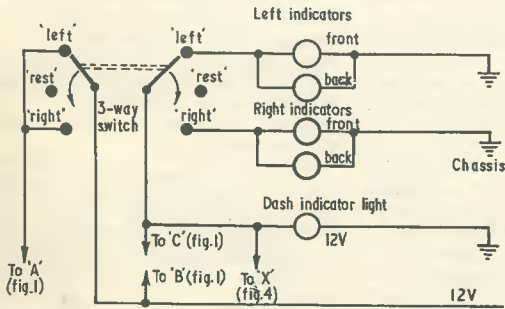 Left indicators
'left'
'left'
front
'rest'
'rest'
back
Right indicators
'right'
3-way
switch
'right'
front
back
Chassis
Dash indicator light
To 'C' (fig.1)
12V
To 'A'
(fig.1)
To 'B' (fig.1)
To 'X'
(fig.4)
12V